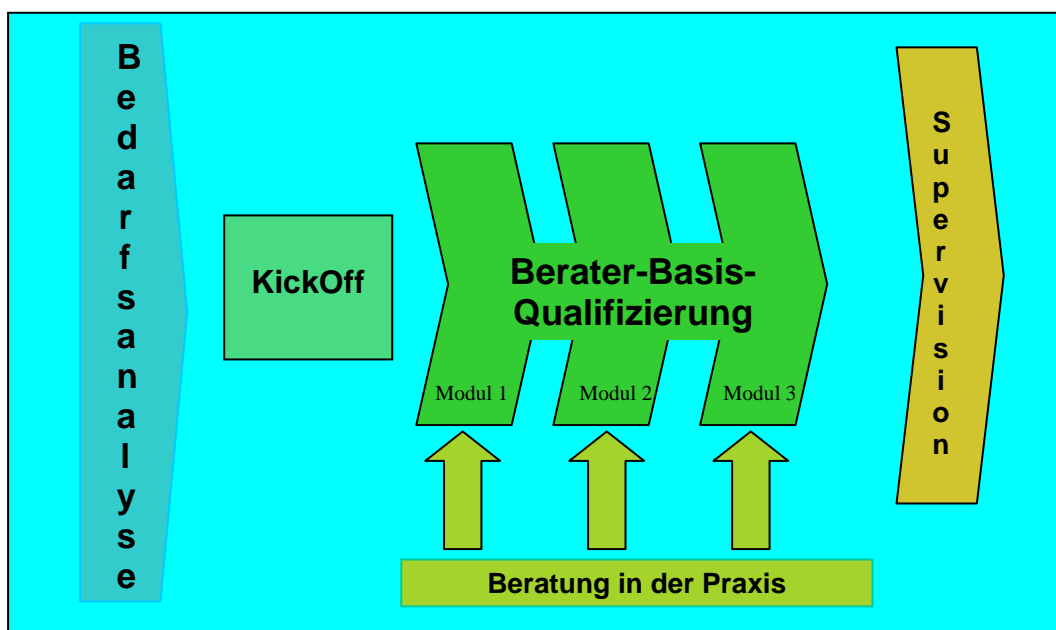 Bedarfsanalyse
KickOff
Berater-Basis-
Qualifizierung
Modul 1
Modul 2
Modul 3
Beratung in der Praxis
Supervision